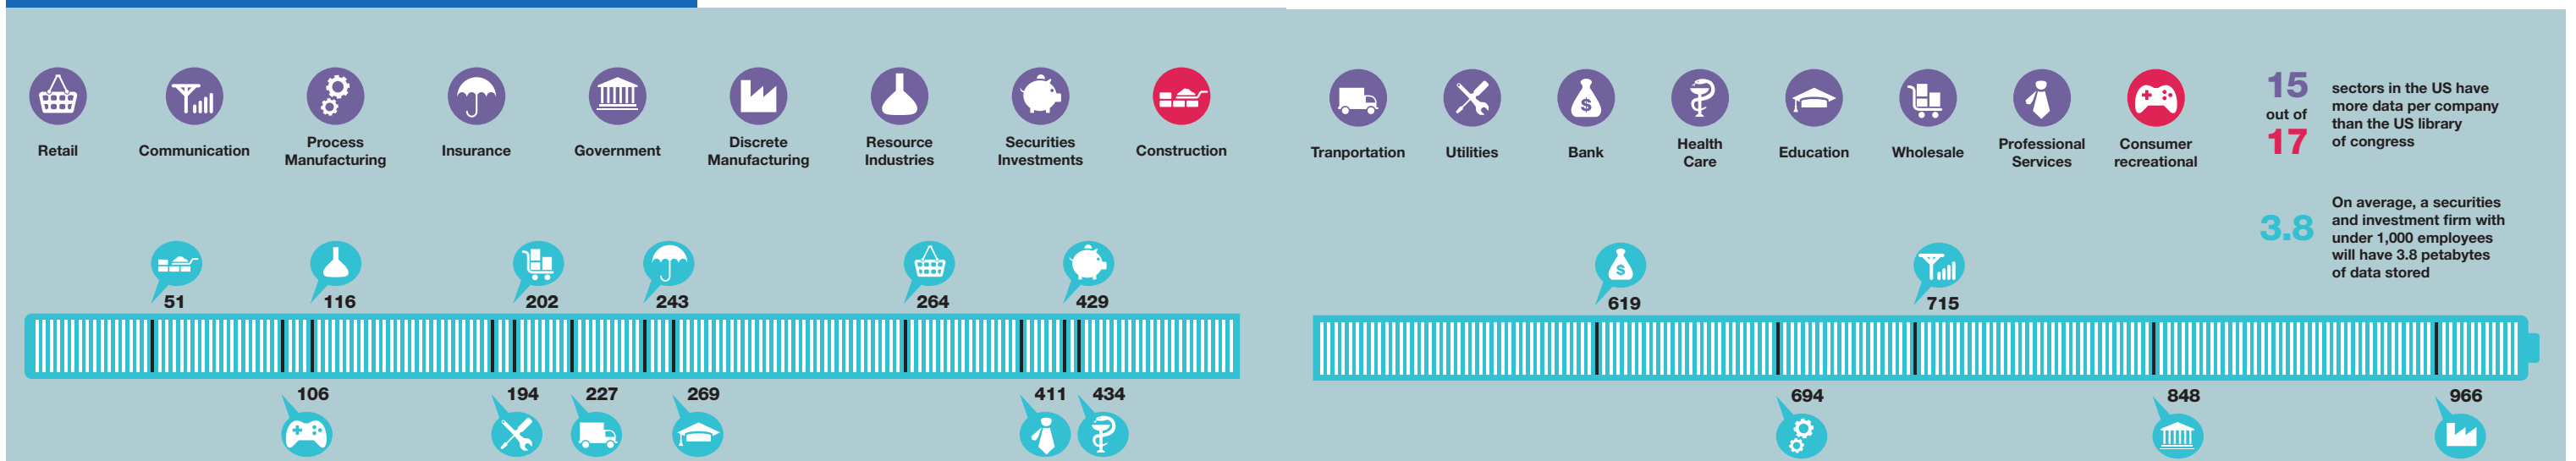 Retail
Communication
Process
Manufacturing
Insurance
Government
Discrete
Manufacturing
Resource
Industries
Securities
Investments
Construction
Tranportation
Utilities
Bank
Health
Care
Education
Wholesale
Professional
Services
Consumer
recreational
15
out of
17
sectors in the US have
more data per company
than the US library
of congress
3.8
On average, a securities
and investment firm with
under 1,000 employees
will have 3.8 petabytes
of data stored
$
$
51
116
202
243
264
429
619
715
106
194
227
269
411
434
694
848
966